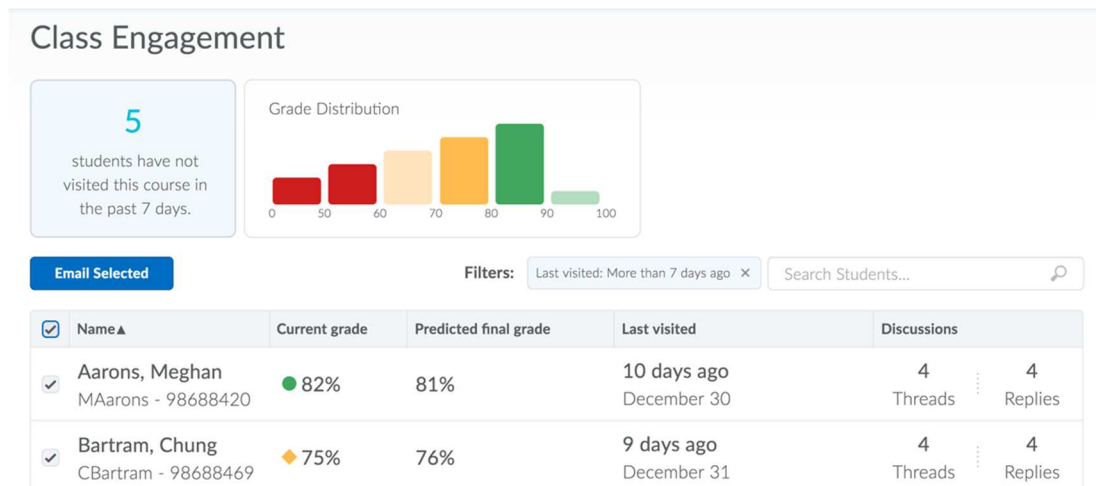 Class Engagement
5
students have not
visited this course in
the past 7 days.
Grade Distribution
0 50 60 70 80 90 100
Email Selected
Filters: Last visited: More than 7 days ago × Search Students...
Name▲ Current grade Predicted final grade Last visited Discussions
Aarons, Meghan
MAarons - 98688420
82% 81%
10 days ago
December 30
4 4
Threads Replies
Bartram, Chung
CBartram - 98688469
75% 76%
9 days ago
December 31
4 4
Threads Replies